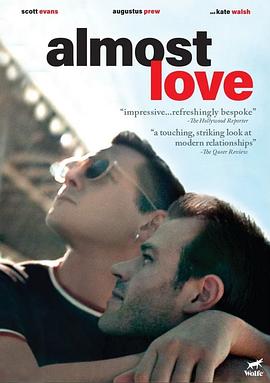 scott evans augustus prew ...kate walsh
almost
love
“impressive...refreshingly bespoke”
-The Hollywood Reporter
“a touching, striking look at
modern relationships”
-The Queer Review
Wolfe